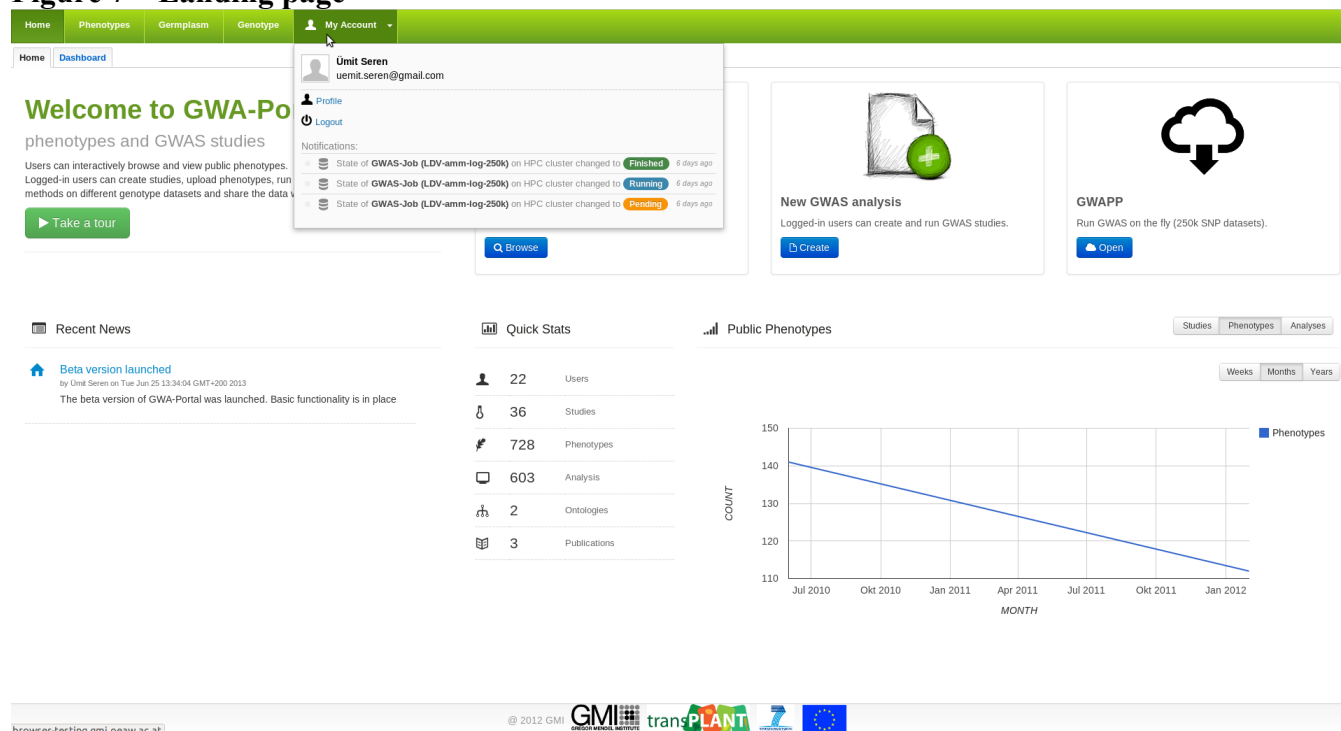 Figure 7 - Landing page
Home Phenotypes Germplasm Genotype My Account
Home Dashboard
Ümit Seren
uemit.seren@gmail.com
Profile
Logout
Notifications:
State of GWAS-Job (LDV-amm-log-250k) on HPC cluster changed to Finished 6 days ago
State of GWAS-Job (LDV-amm-log-250k) on HPC cluster changed to Running 6 days ago
State of GWAS-Job (LDV-amm-log-250k) on HPC cluster changed to Pending 6 days ago
Welcome to GWA-Po
phenotypes and GWAS studies
Users can interactively browse and view public phenotypes.
Logged-in users can create studies, upload phenotypes, run
methods on different genotype datasets and share the data
Take a tour
Browse
New GWAS analysis
Logged-in users can create and run GWAS studies.
Create
GWAPP
Run GWAS on the fly (250k SNP datasets).
Open
Recent News
Beta version launched
by Ümit Seren on Tue Jun 25 13:34:04 GMT+200 2013
The beta version of GWA-Portal was launched. Basic functionality is in place
Quick Stats
22 Users
36 Studies
728 Phenotypes
603 Analysis
2 Ontologies
3 Publications
Public Phenotypes
Studies Phenotypes Analyses
Weeks Months Years
150
140
130
120
110
COUNT
Jul 2010 Okt 2010 Jan 2011 Apr 2011 Jul 2011 Okt 2011 Jan 2012
MONTH
Phenotypes
@ 2012 GMI
GMI
GREGOR MENDEL INSTITUTE
transPLANT
browser-testing.gmi.oeaw.ac.at